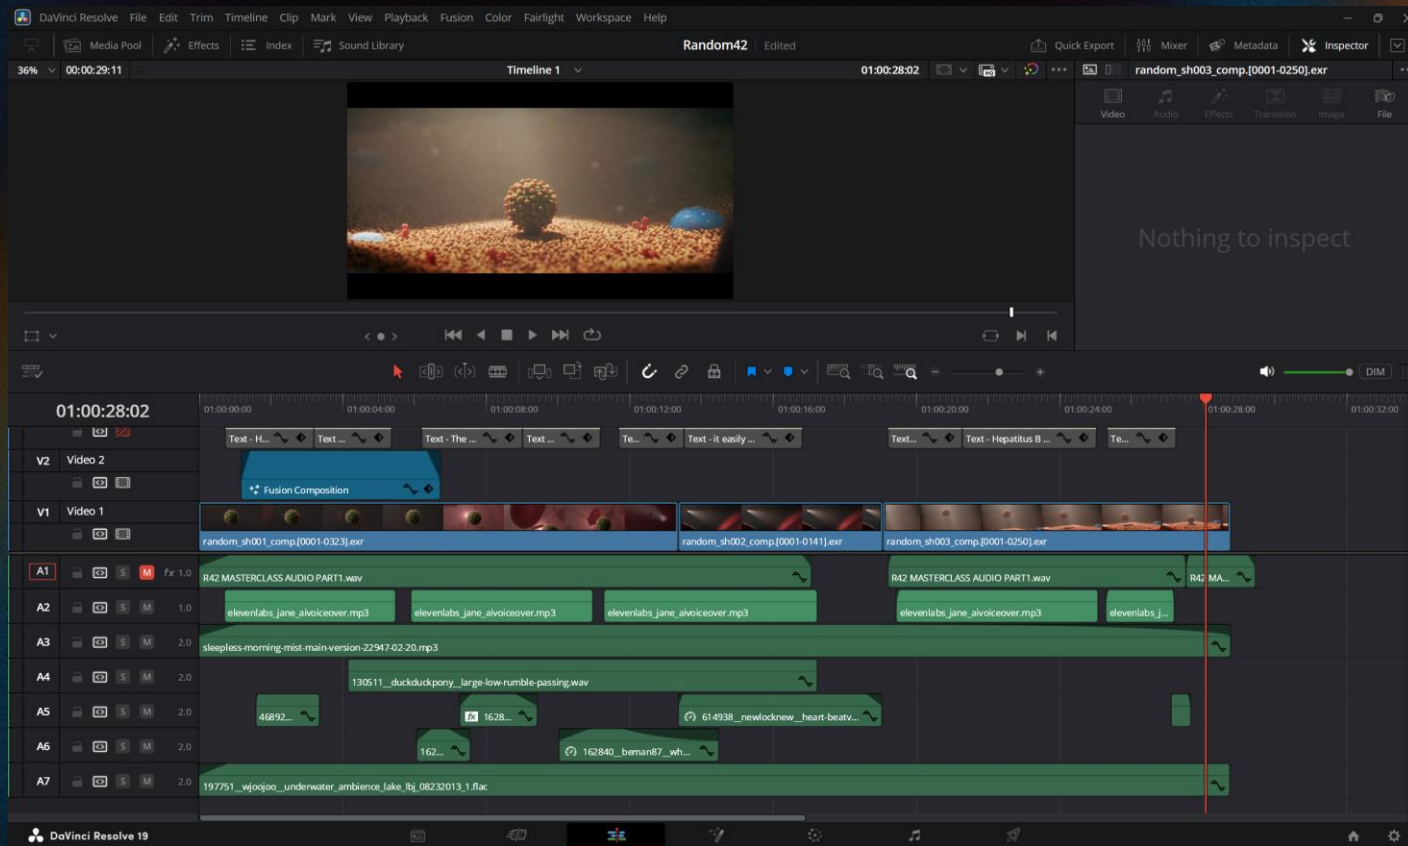 DaVinci Resolve File Edit Trim Timeline Clip Mark View Playback Fusion Color Fairlight Workspace Help
Media Pool Effects Index Sound Library Random42 Edited Quick Export Mixer Metadata Inspector
36% 00:00:29:11 Timeline 1 01:00:28:02 random_sh003_comp.[0001-0250].exr
Video Audio Effects Transition Image File
Nothing to inspect
DIM
01:00:28:02 01:00:00:00 01:00:04:00 01:00:08:00 01:00:12:00 01:00:16:00 01:00:20:00 01:00:24:00 01:00:28:00 01:00:32:00
Text - H... Text ... Text - The ... Text ... Te... Text - it easily ... Text... Text - Hepatitus B ... Te...
V2 Video 2
Fusion Composition
V1 Video 1
random_sh001_comp.[0001-0323].exr random_sh002_comp.[0001-0141].exr random_sh003_comp.[0001-0250].exr
A1 S M fx 1.0 R42 MASTERCLASS AUDIO PART1.wav R42 MASTERCLASS AUDIO PART1.wav R42 MA...
A2 S M 1.0 elevenlabs_jane_aivoiceover.mp3 elevenlabs_jane_aivoiceover.mp3 elevenlabs_jane_aivoiceover.mp3 elevenlabs_jane_aivoiceover.mp3 elevenlabs_j...
A3 S M 2.0 sleepless-morning-mist-main-version-22947-02-20.mp3
A4 S M 2.0 130511__duckduckpony__large-low-rumble-passing.wav
A5 S M 2.0 46892... fx 1628... 614938__newlocknew__heart-beatv...
A6 S M 2.0 162... 162840__beman87__wh...
A7 S M 2.0 197751__wjoojoo__underwater_ambience_lake_lbj_08232013_1.flac
DaVinci Resolve 19